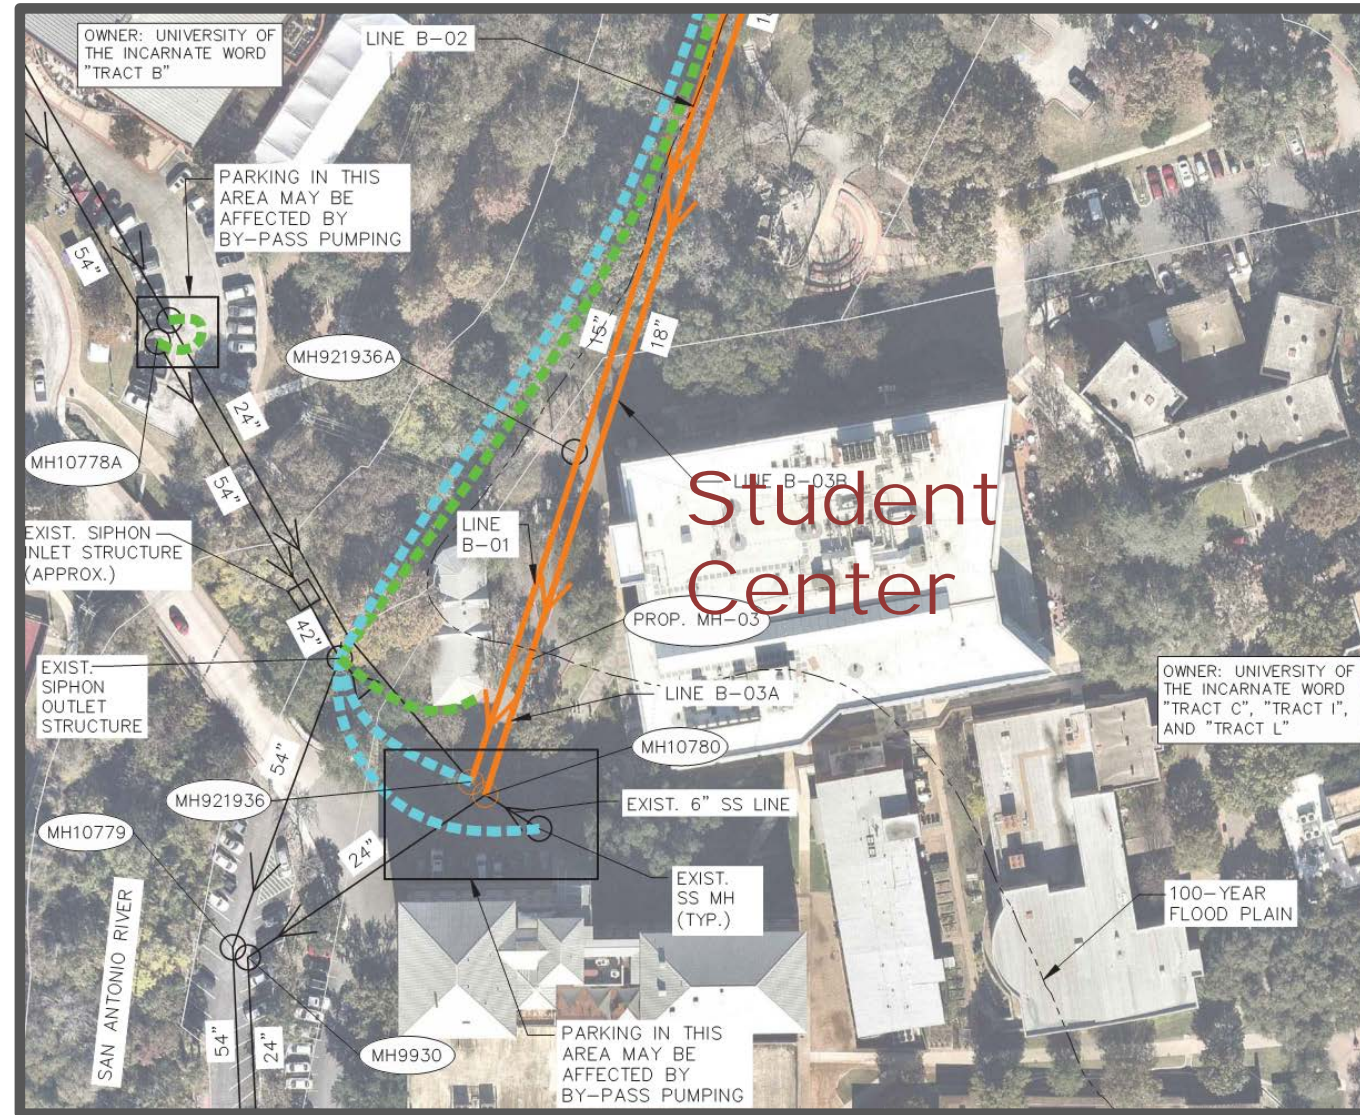 OWNER: UNIVERSITY OF
THE INCARNATE WORD
"TRACT B"
LINE B-02
PARKING IN THIS
AREA MAY BE
AFFECTED BY
BY-PASS PUMPING
54"
15"
18"
MH921936A
24"
MH10778A
54"
LINE B-03B
Student
Center
LINE
B-01
EXIST. SIPHON
INLET STRUCTURE
(APPROX.)
42"
PROP. MH-03
EXIST.
SIPHON
OUTLET
STRUCTURE
LINE B-03A
OWNER: UNIVERSITY OF
THE INCARNATE WORD
"TRACT C", "TRACT I",
AND "TRACT L"
54"
MH10780
MH921936
EXIST. 6" SS LINE
MH10779
24"
EXIST.
SS MH
(TYP.)
100-YEAR
FLOOD PLAIN
SAN ANTONIO RIVER
54"
24"
MH9930
PARKING IN THIS
AREA MAY BE
AFFECTED BY
BY-PASS PUMPING